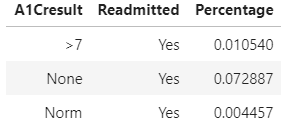 A1Cresult Readmitted Percentage
>7 Yes 0.010540
None Yes 0.072887
Norm Yes 0.004457